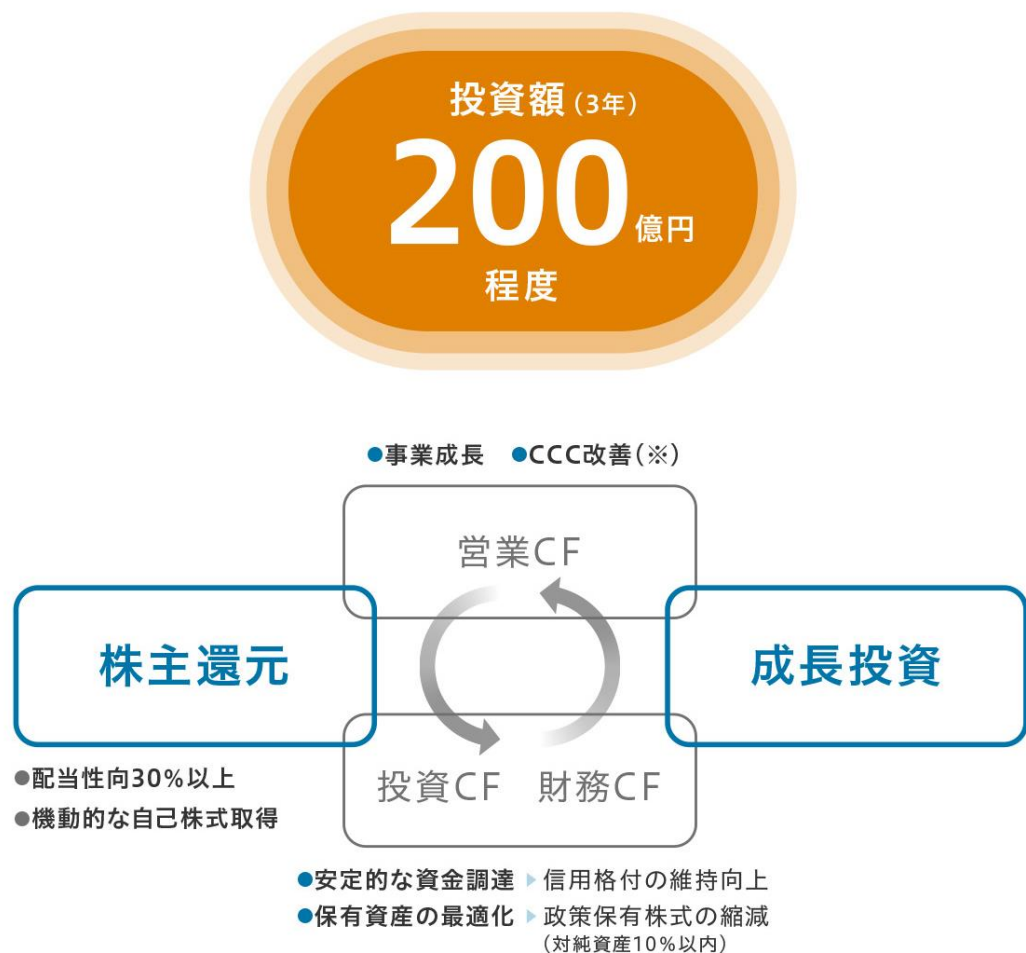 投資額(3年)
200億円
程度
●事業成長 ●CCC改善(※)
営業CF
株主還元
成長投資
●配当性向30%以上
●機動的な自己株式取得
投資CF 財務CF
●安定的な資金調達 ▶ 信用格付の維持向上
●保有資産の最適化 ▶ 政策保有株式の縮減
(対純資産10%以内)